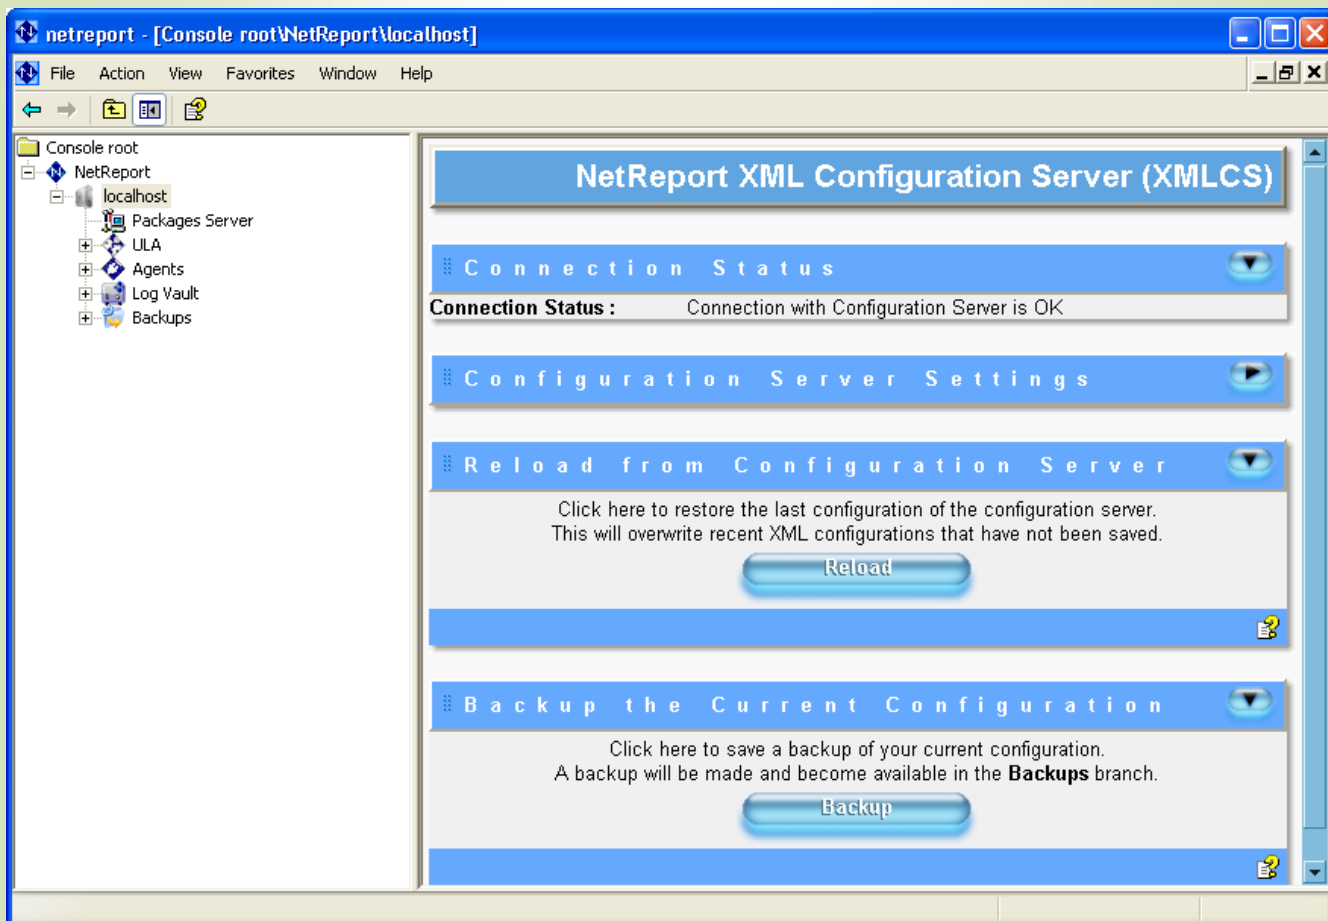 netreport - [Console root\NetReport\localhost]
File Action View Favorites Window Help
Console root
NetReport
localhost
Packages Server
ULA
Agents
Log Vault
Backups
NetReport XML Configuration Server (XMLCS)
Connection Status
Connection Status : Connection with Configuration Server is OK
Configuration Server Settings
Reload from Configuration Server
Click here to restore the last configuration of the configuration server.
This will overwrite recent XML configurations that have not been saved.
Reload
Backup the Current Configuration
Click here to save a backup of your current configuration.
A backup will be made and become available in the Backups branch.
Backup